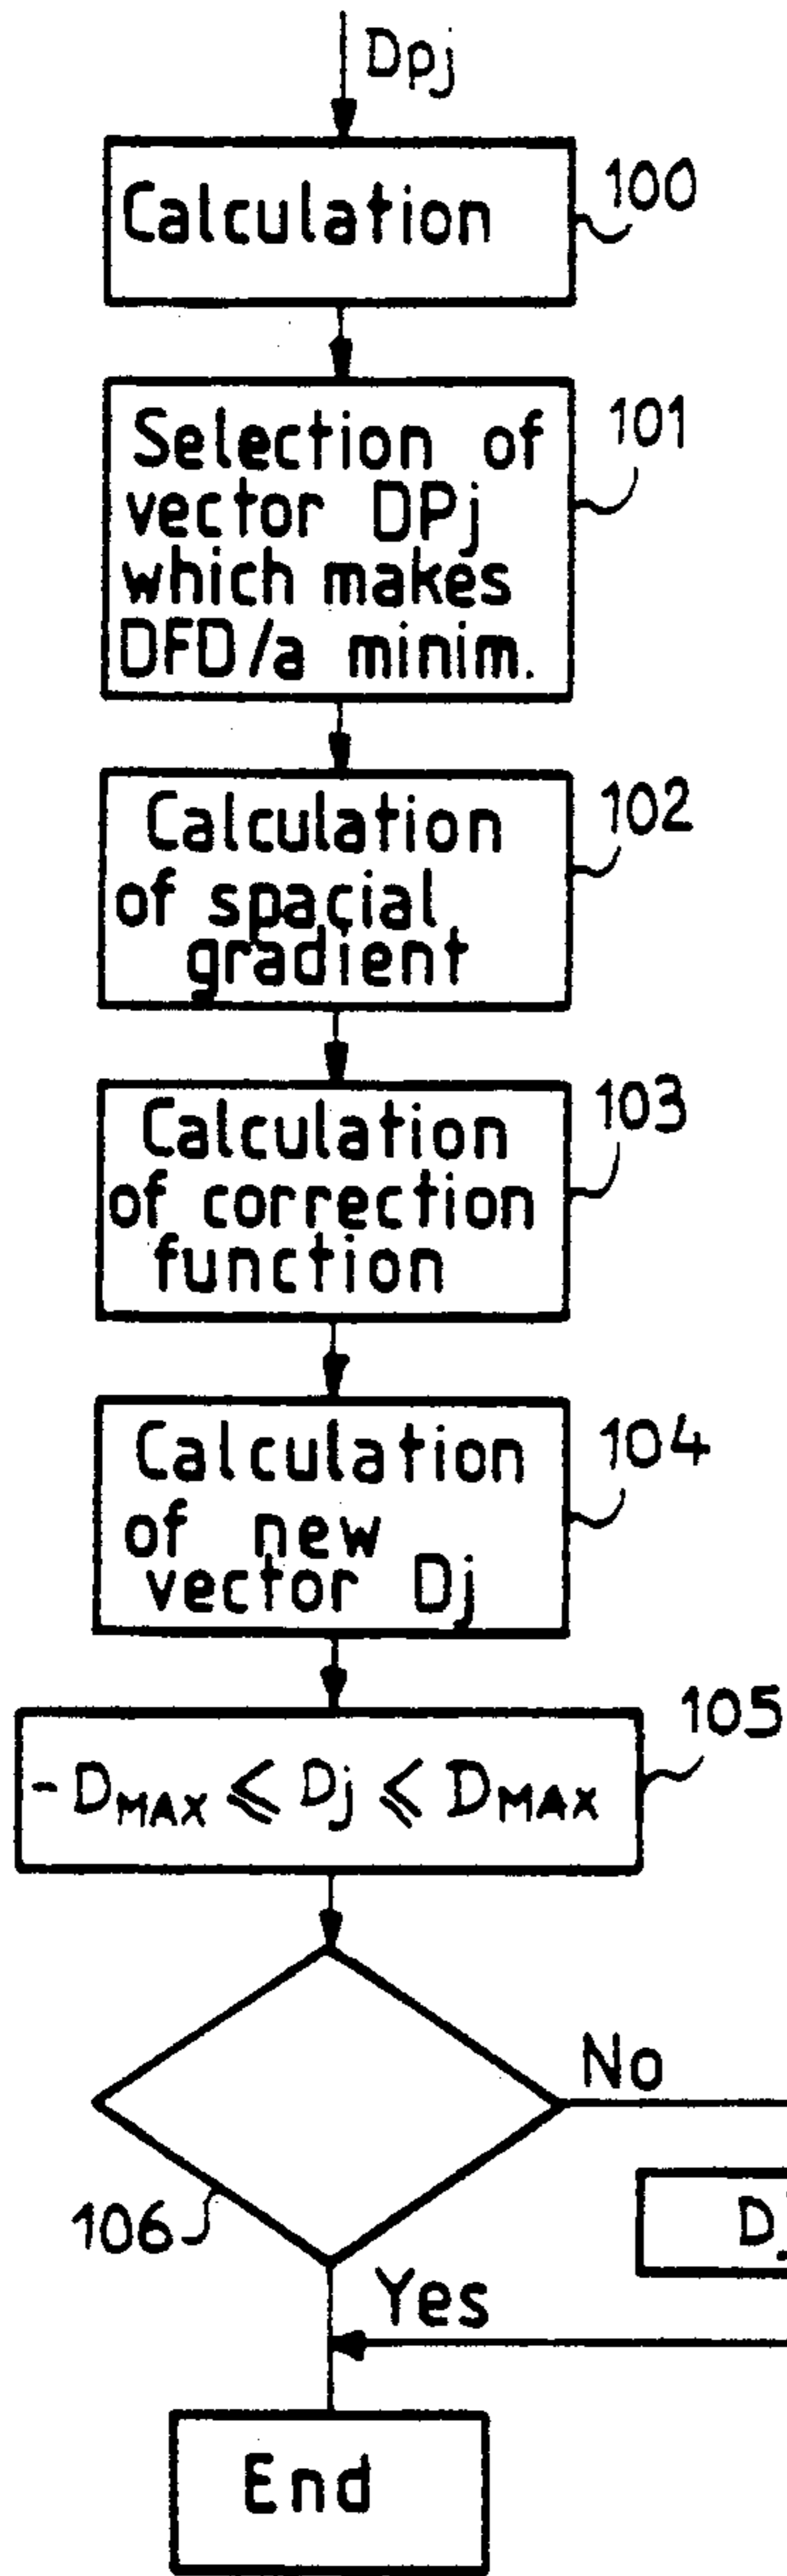 Dpj
Calculation
100
Selection of
vector DPj
which makes
DFD/a minim.
101
Calculation
of spacial
gradient
102
Calculation
of correction
function
103
Calculation
of new
vector Dj
104
-DMAX ≤ Dj ≤ DMAX
105
No
106
Yes
End